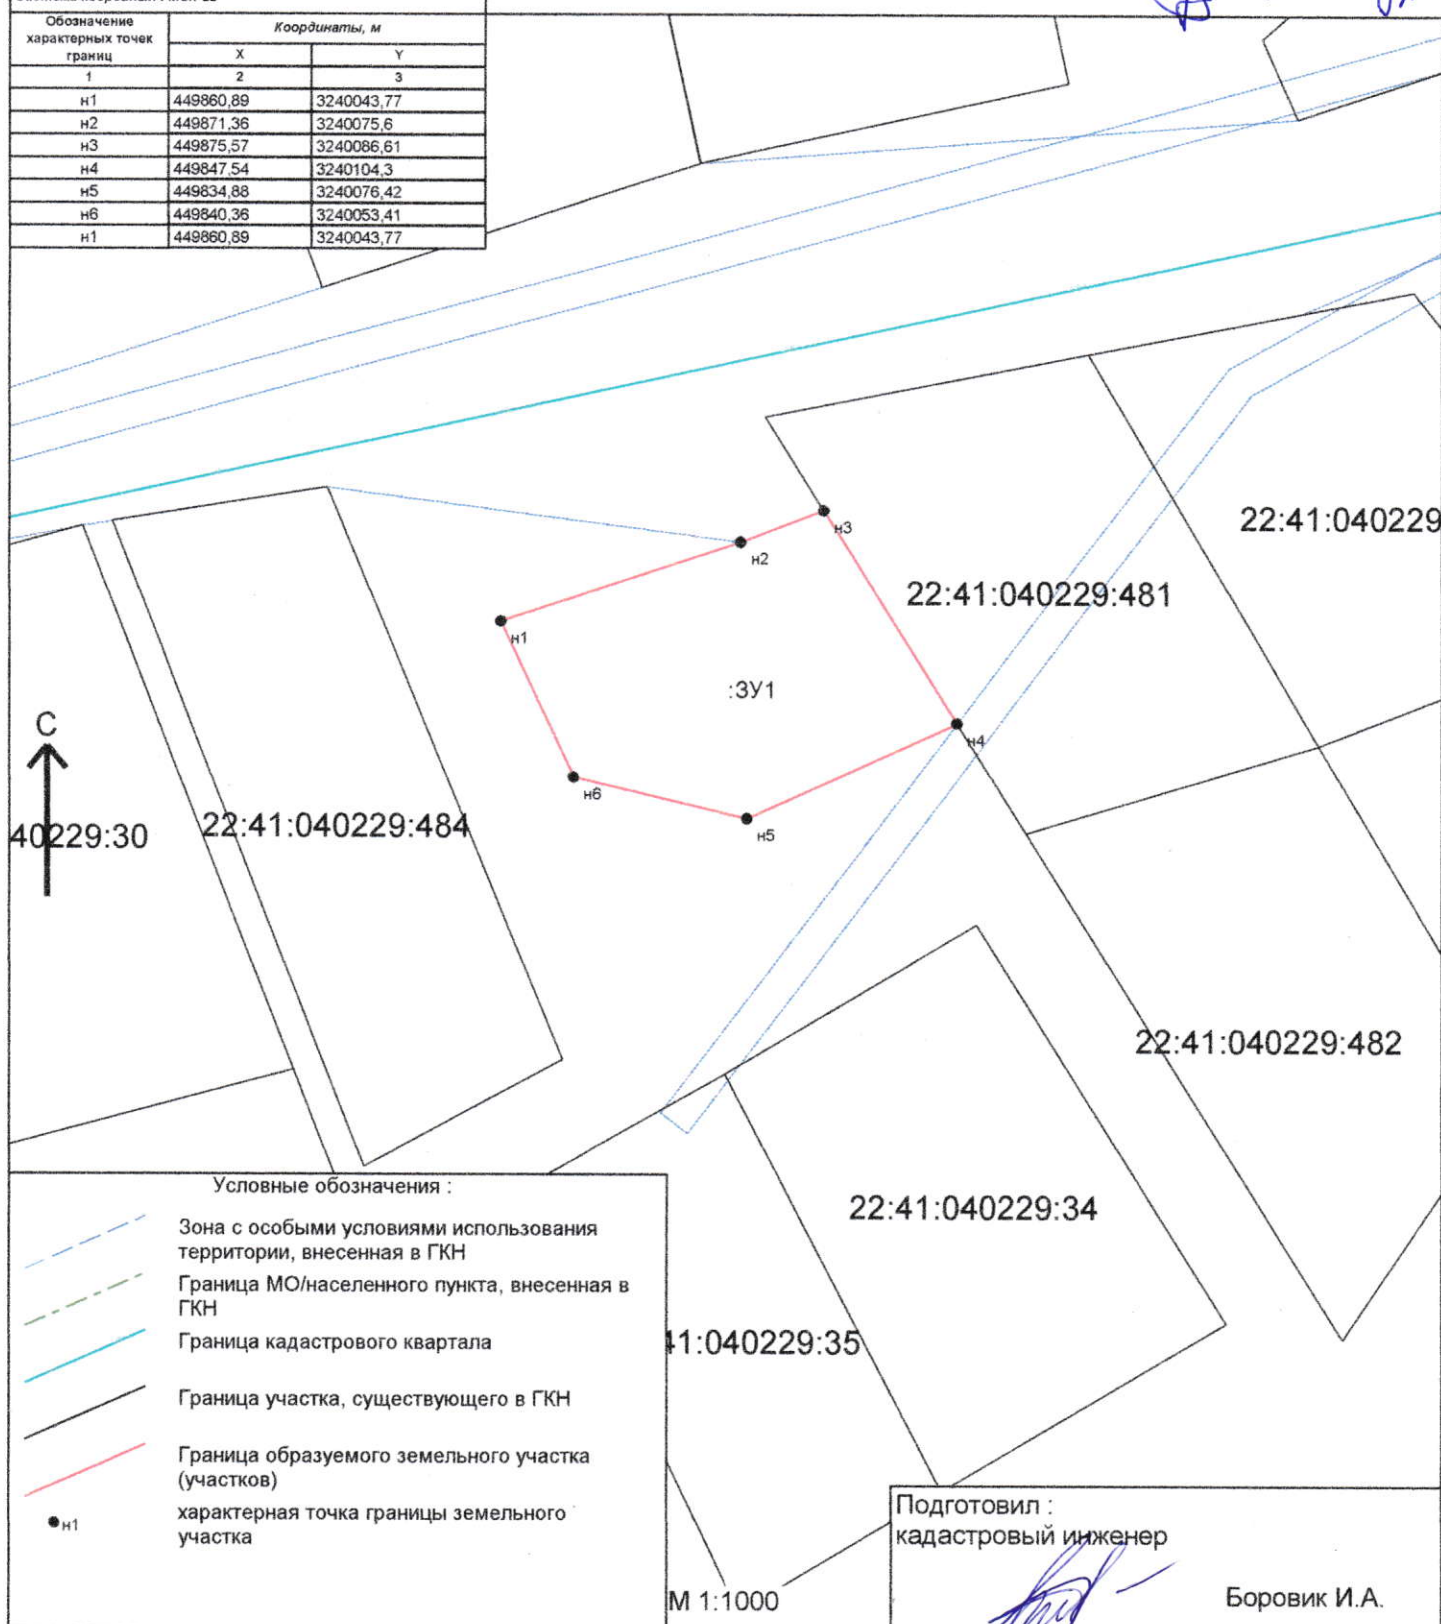 Обозначение характерных точек границ
Координаты, м
X Y
1 2 3
н1 449860,89 3240043,77
н2 449871,36 3240075,6
н3 449875,57 3240086,61
н4 449847,54 3240104,3
н5 449834,88 3240076,42
н6 449840,36 3240053,41
н1 449860,89 3240043,77
н3
н2
22:41:040229
22:41:040229:481
н1
:ЗУ1
С
н4
н6
40229:30
22:41:040229:484
н5
22:41:040229:482
Условные обозначения :
Зона с особыми условиями использования
территории, внесенная в ГКН
Граница МО/населенного пункта, внесенная в
ГКН
Граница кадастрового квартала
Граница участка, существующего в ГКН
Граница образуемого земельного участка
(участков)
н1
характерная точка границы земельного
участка
22:41:040229:34
41:040229:35
М 1:1000
Подготовил :
кадастровый инженер
Боровик И.А.